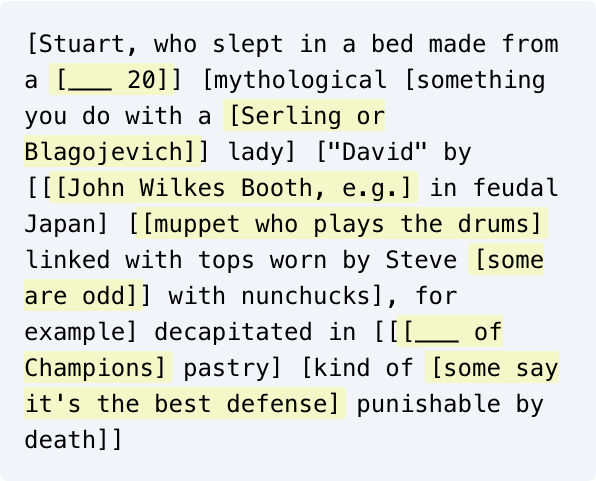 [Stuart, who slept in a bed made from
a [___ 20]] [mythological [something
you do with a [Serling or
Blagojevich]] lady] ["David" by
[[[John Wilkes Booth, e.g.] in feudal
Japan] [[muppet who plays the drums]
linked with tops worn by Steve [some
are odd]] with nunchucks], for
example] decapitated in [[[___ of
Champions] pastry] [kind of [some say
it's the best defense] punishable by
death]]